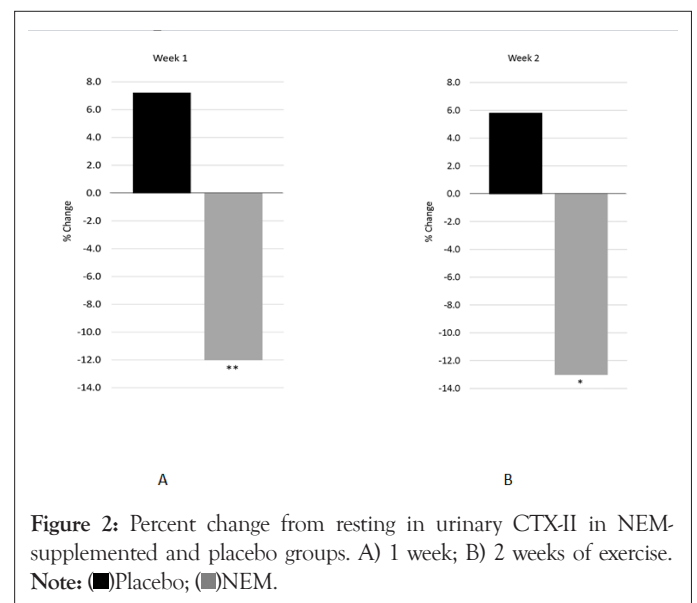 Week 1
8.0
6.0
4.0
2.0
0.0
-2.0
-4.0
-6.0
-8.0
-10.0
-12.0
-14.0
% Change
**
A
Week 2
8.0
6.0
4.0
2.0
0.0
-2.0
-4.0
-6.0
-8.0
-10.0
-12.0
-14.0
% Change
*
B
Figure 2: Percent change from resting in urinary CTX-II in NEM-
supplemented and placebo groups. A) 1 week; B) 2 weeks of exercise.
Note: (■)Placebo; (■)NEM.